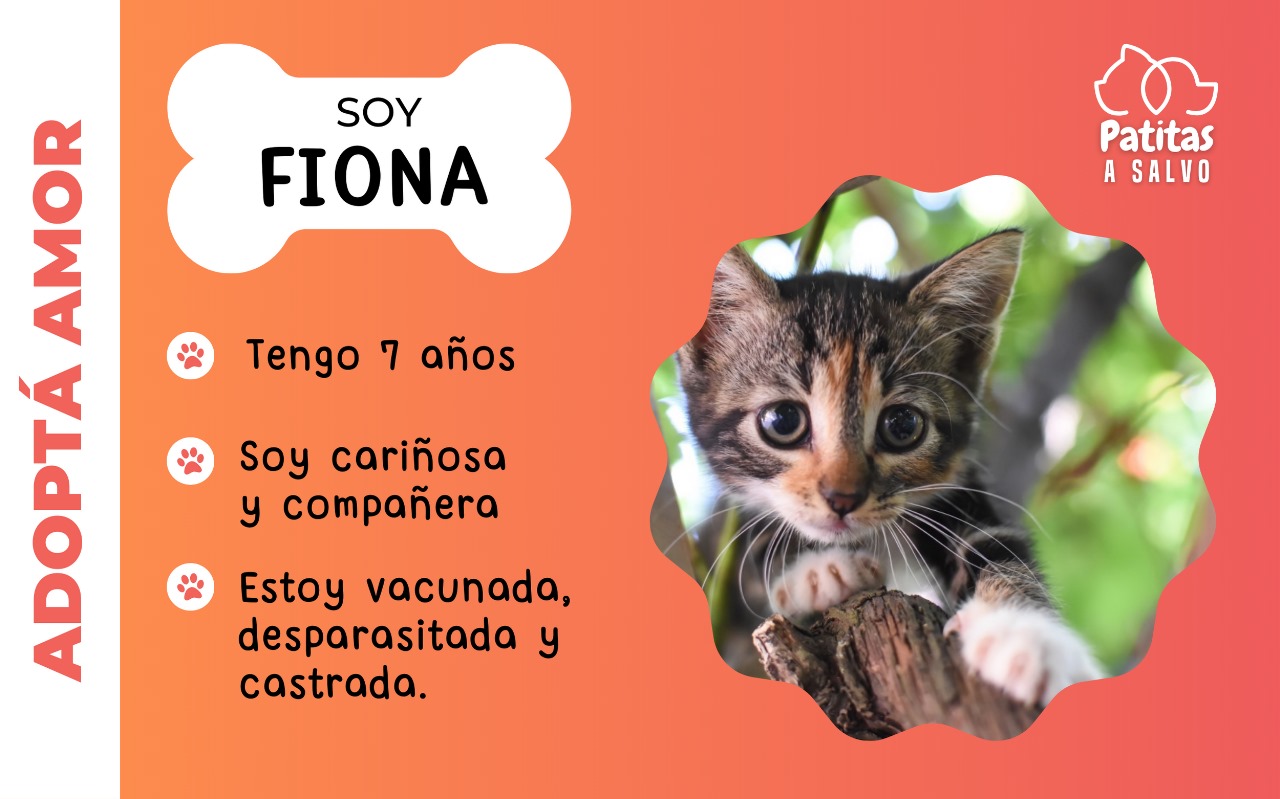 ADOPTÁ AMOR
SOY
FIONA
Tengo 7 años
Soy cariñosa
y compañera
Estoy vacunada,
desparasitada y
castrada.
Patitas
A SALVO